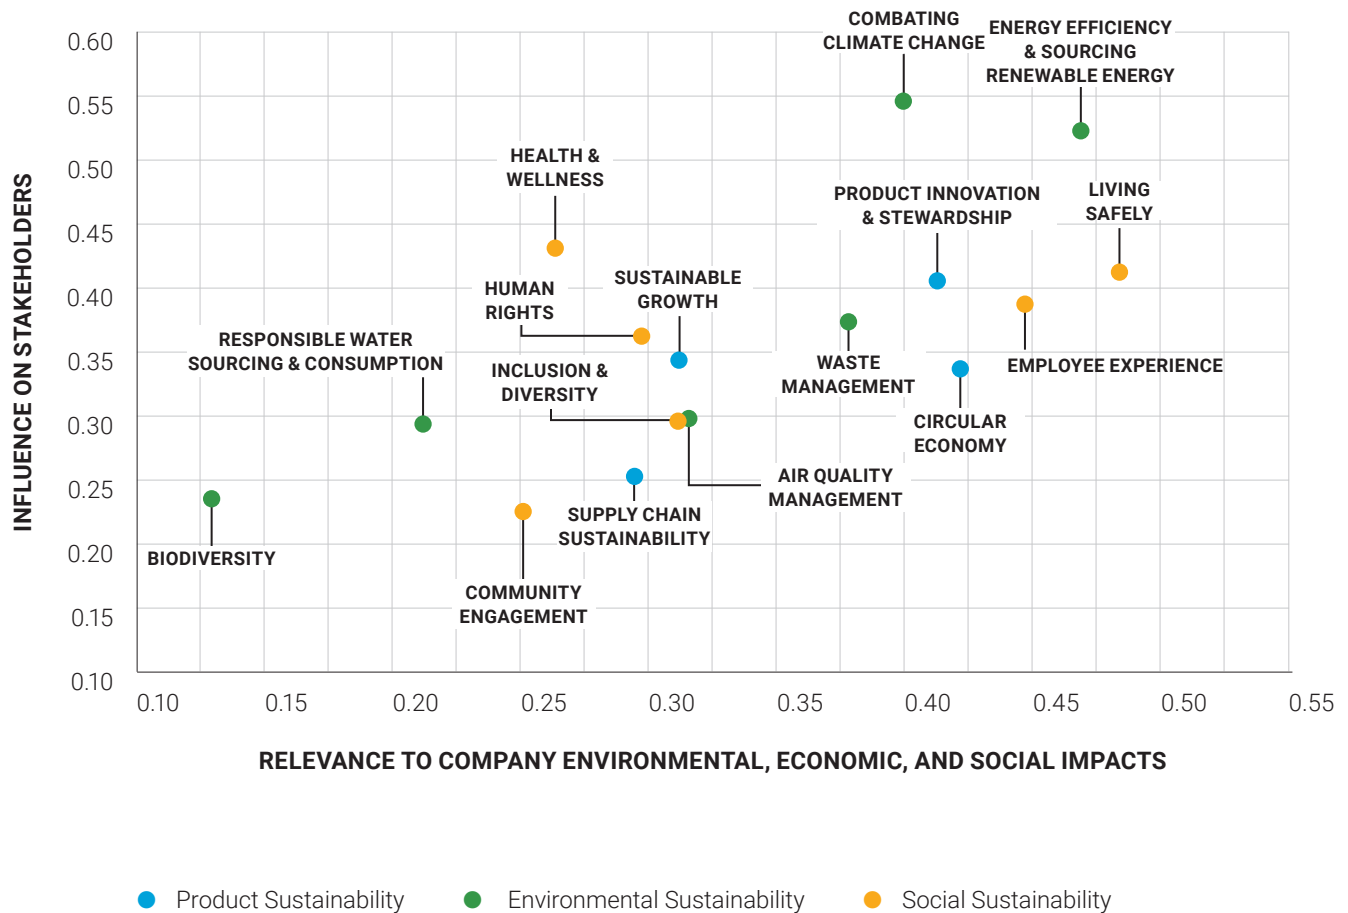 COMBATING
CLIMATE CHANGE
ENERGY EFFICIENCY
& SOURCING
RENEWABLE ENERGY
HEALTH &
WELLNESS
PRODUCT INNOVATION
& STEWARDSHIP
LIVING
SAFELY
HUMAN
RIGHTS
SUSTAINABLE
GROWTH
RESPONSIBLE WATER
SOURCING & CONSUMPTION
INCLUSION &
DIVERSITY
WASTE
MANAGEMENT
EMPLOYEE EXPERIENCE
CIRCULAR
ECONOMY
AIR QUALITY
MANAGEMENT
SUPPLY CHAIN
SUSTAINABILITY
BIODIVERSITY
COMMUNITY
ENGAGEMENT
INFLUENCE ON STAKEHOLDERS
0.60
0.55
0.50
0.45
0.40
0.35
0.30
0.25
0.20
0.15
0.10
0.10 0.15 0.20 0.25 0.30 0.35 0.40 0.45 0.50 0.55
RELEVANCE TO COMPANY ENVIRONMENTAL, ECONOMIC, AND SOCIAL IMPACTS
Product Sustainability Environmental Sustainability Social Sustainability